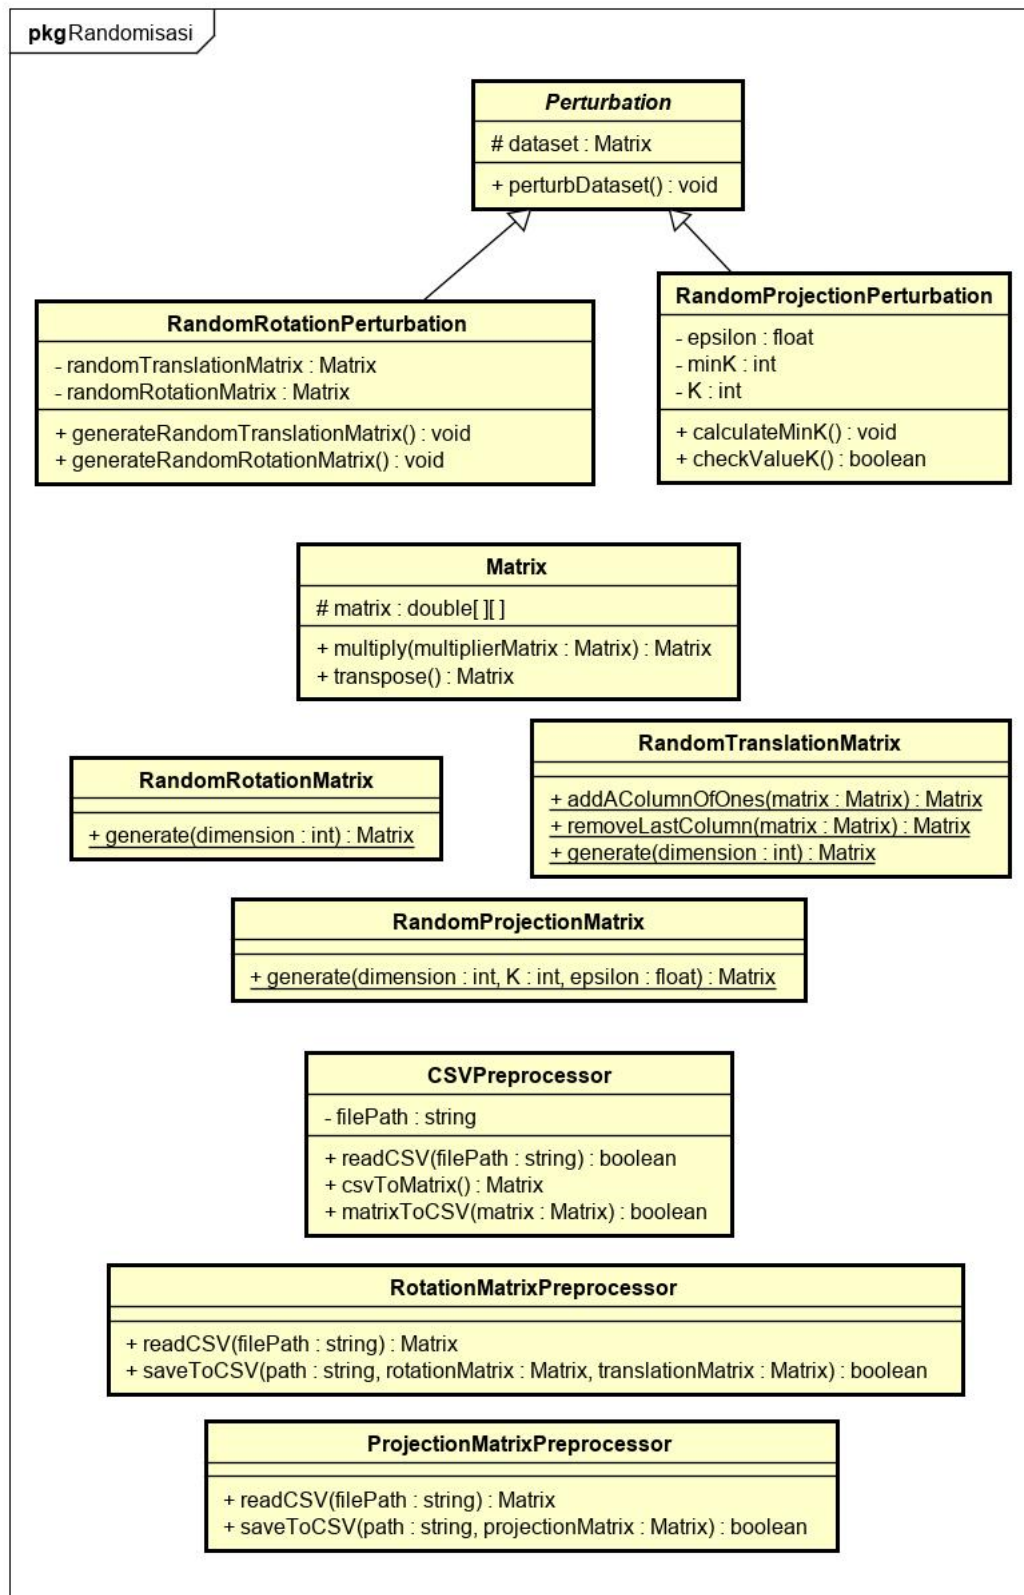 pkg Randomisasi
Perturbation
# dataset : Matrix
+ perturbDataset() : void
RandomRotationPerturbation
- randomTranslationMatrix : Matrix
- randomRotationMatrix : Matrix
+ generateRandomTranslationMatrix() : void
+ generateRandomRotationMatrix() : void
RandomProjectionPerturbation
- epsilon : float
- minK : int
- K : int
+ calculateMinK() : void
+ checkValueK() : boolean
Matrix
# matrix : double[ ][ ]
+ multiply(multiplierMatrix : Matrix) : Matrix
+ transpose() : Matrix
RandomRotationMatrix
+ generate(dimension : int) : Matrix
RandomTranslationMatrix
+ addAColumnOfOnes(matrix : Matrix) : Matrix
+ removeLastColumn(matrix : Matrix) : Matrix
+ generate(dimension : int) : Matrix
RandomProjectionMatrix
+ generate(dimension : int, K : int, epsilon : float) : Matrix
CSVPreprocessor
- filePath : string
+ readCSV(filePath : string) : boolean
+ csvToMatrix() : Matrix
+ matrixToCSV(matrix : Matrix) : boolean
RotationMatrixPreprocessor
+ readCSV(filePath : string) : Matrix
+ saveToCSV(path : string, rotationMatrix : Matrix, translationMatrix : Matrix) : boolean
ProjectionMatrixPreprocessor
+ readCSV(filePath : string) : Matrix
+ saveToCSV(path : string, projectionMatrix : Matrix) : boolean